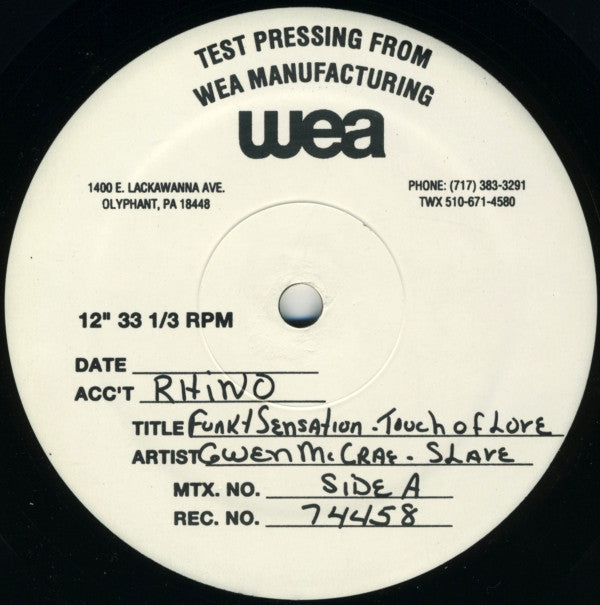 TEST PRESSING FROM
WEA MANUFACTURING
wea
1400 E. LACKAWANNA AVE.
OLYPHANT, PA 18448
PHONE: (717) 383-3291
TWX 510-671-4580
12" 33 1/3 RPM
DATE
ACC'T RHiNO
TITLE Funky Sensation . Touch of Love
ARTIST Gwen McCrae . Slave
MTX. NO. SiDE A
REC. NO. 74458